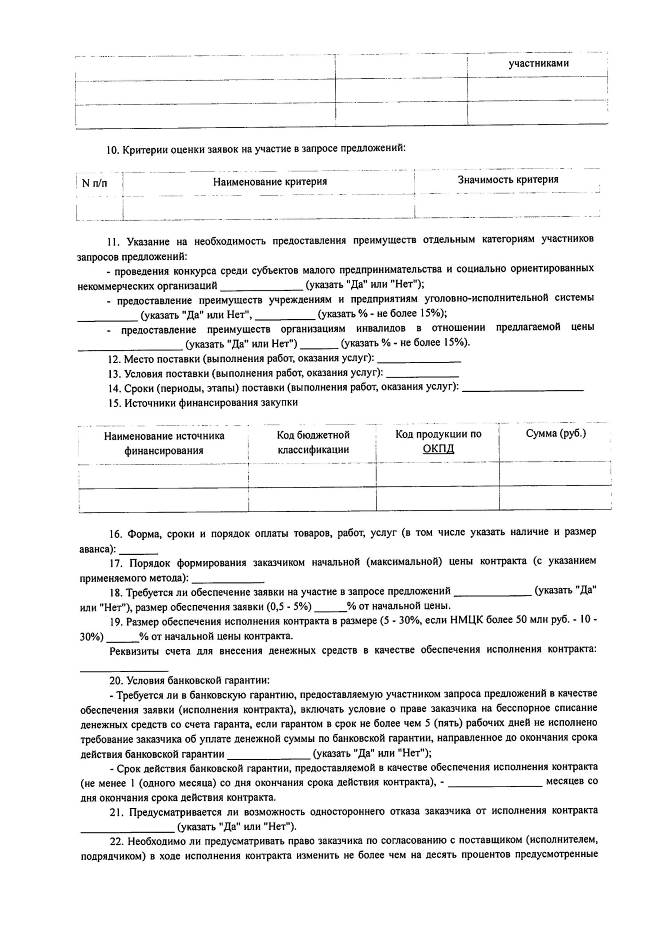 участниками
10. Критерии оценки заявок на участие в запросе предложений:
N п/п Наименование критерия Значимость критерия
11. Указание на необходимость предоставления преимуществ отдельным категориям участников
запросов предложений:
- проведения конкурса среди субъектов малого предпринимательства и социально ориентированных
некоммерческих организаций _______________ (указать "Да" или "Нет");
- предоставление преимуществ учреждениям и предприятиям уголовно-исполнительной системы
___________ (указать "Да" или Нет", ___________ (указать % - не более 15%);
- предоставление преимуществ организациям инвалидов в отношении предлагаемой цены
___________________ (указать "Да" или Нет") _______ (указать % - не более 15%).
12. Место поставки (выполнения работ, оказания услуг): _______________
13. Условия поставки (выполнения работ, оказания услуг): _____________
14. Сроки (периоды, этапы) поставки (выполнения работ, оказания услуг): ______________________
15. Источники финансирования закупки
Наименование источника Код бюджетной Код продукции по Сумма (руб.)
финансирования классификации ОКПД
16. Форма, сроки и порядок оплаты товаров, работ, услуг (в том числе указать наличие и размер
аванса): _______
17. Порядок формирования заказчиком начальной (максимальной) цены контракта (с указанием
применяемого метода): _____________
18. Требуется ли обеспечение заявки на участие в запросе предложений ______________ (указать "Да"
или "Нет"), размер обеспечения заявки (0,5 - 5%) ______% от начальной цены.
19. Размер обеспечения исполнения контракта в размере (5 - 30%, если НМЦК более 50 млн руб. - 10 -
30%) ______% от начальной цены контракта.
Реквизиты счета для внесения денежных средств в качестве обеспечения исполнения контракта:
________________
20. Условия банковской гарантии:
- Требуется ли в банковскую гарантию, предоставляемую участником запроса предложений в качестве
обеспечения заявки (исполнения контракта), включать условие о праве заказчика на бесспорное списание
денежных средств со счета гаранта, если гарантом в срок не более чем 5 (пять) рабочих дней не исполнено
требование заказчика об уплате денежной суммы по банковской гарантии, направленное до окончания срока
действия банковской гарантии _______________ (указать "Да" или "Нет");
- Срок действия банковской гарантии, предоставляемой в качестве обеспечения исполнения контракта
(не менее 1 (одного месяца) со дня окончания срока действия контракта), - _________________ месяцев со
дня окончания срока действия контракта.
21. Предусматривается ли возможность одностороннего отказа заказчика от исполнения контракта
_________________ (указать "Да" или "Нет").
22. Необходимо ли предусматривать право заказчика по согласованию с поставщиком (исполнителем,
подрядчиком) в ходе исполнения контракта изменить не более чем на десять процентов предусмотренные